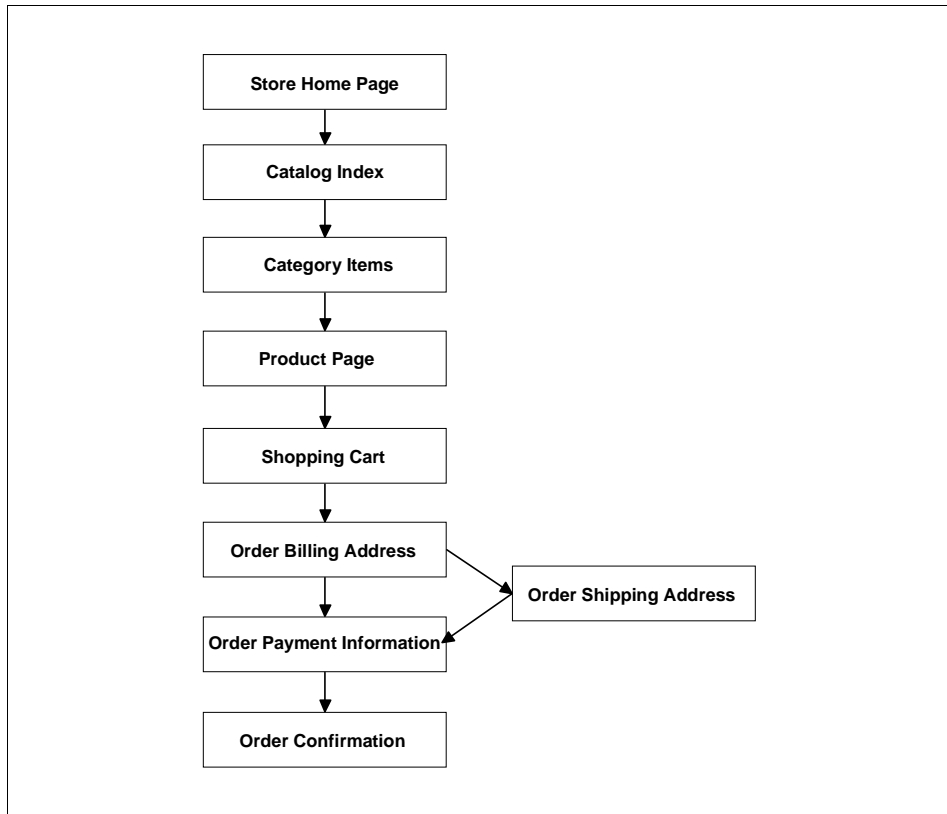 Store Home Page
Catalog Index
Category Items
Product Page
Shopping Cart
Order Billing Address
Order Shipping Address
Order Payment Information
Order Confirmation